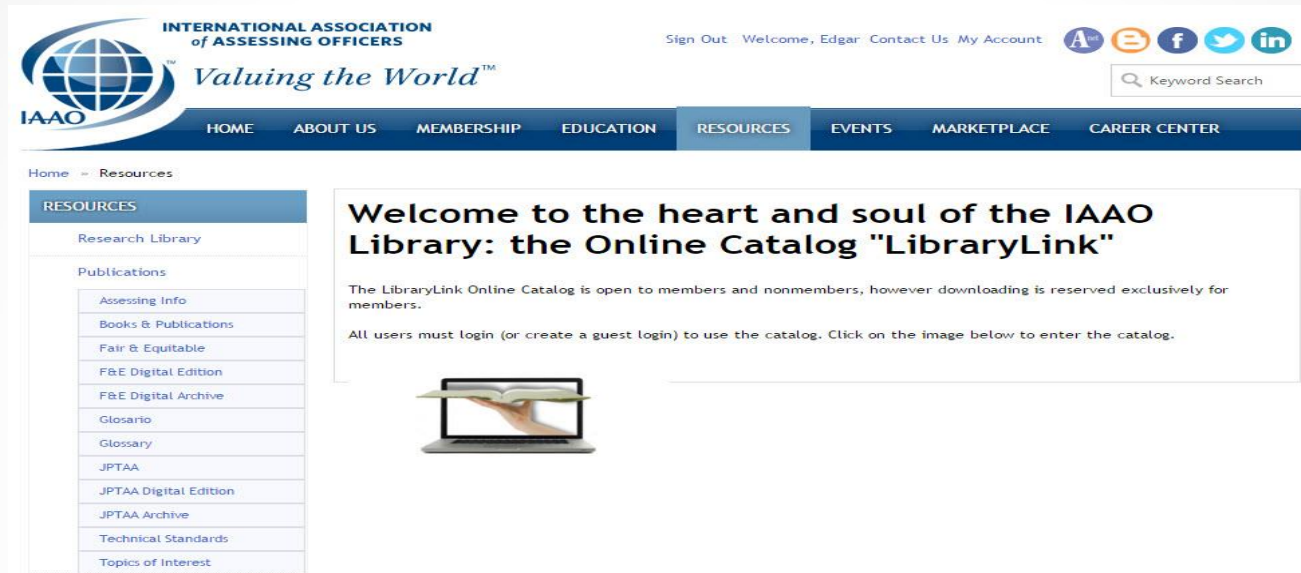 INTERNATIONAL ASSOCIATION
of ASSESSING OFFICERS
Valuing the World™
IAAO
™
Sign Out Welcome, Edgar Contact Us My Account
A net
f
in
Keyword Search
HOME ABOUT US MEMBERSHIP EDUCATION RESOURCES EVENTS MARKETPLACE CAREER CENTER
Home » Resources
RESOURCES
Research Library
Publications
Assessing Info
Books & Publications
Fair & Equitable
F&E Digital Edition
F&E Digital Archive
Glosario
Glossary
JPTAA
JPTAA Digital Edition
JPTAA Archive
Technical Standards
Topics of Interest
Welcome to the heart and soul of the IAAO
Library: the Online Catalog "LibraryLink"
The LibraryLink Online Catalog is open to members and nonmembers, however downloading is reserved exclusively for
members.
All users must login (or create a guest login) to use the catalog. Click on the image below to enter the catalog.